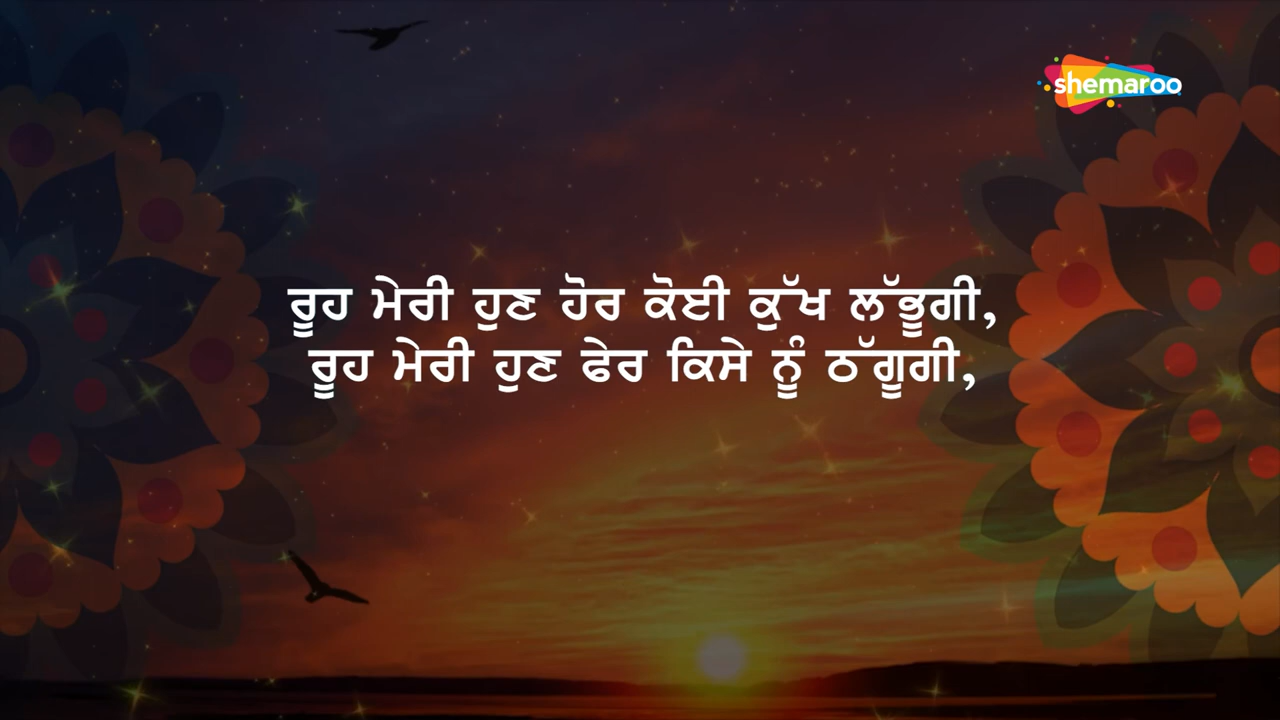 shemaroo
ਰੂਹ ਮੇਰੀ ਹੁਣ ਹੋਰ ਕੋਈ ਕੁੱਖ ਲੱਭੂਗੀ,
ਰੂਹ ਮੇਰੀ ਹੁਣ ਫੇਰ ਕਿਸੇ ਨੂੰ ਠੱਗੂਗੀ,